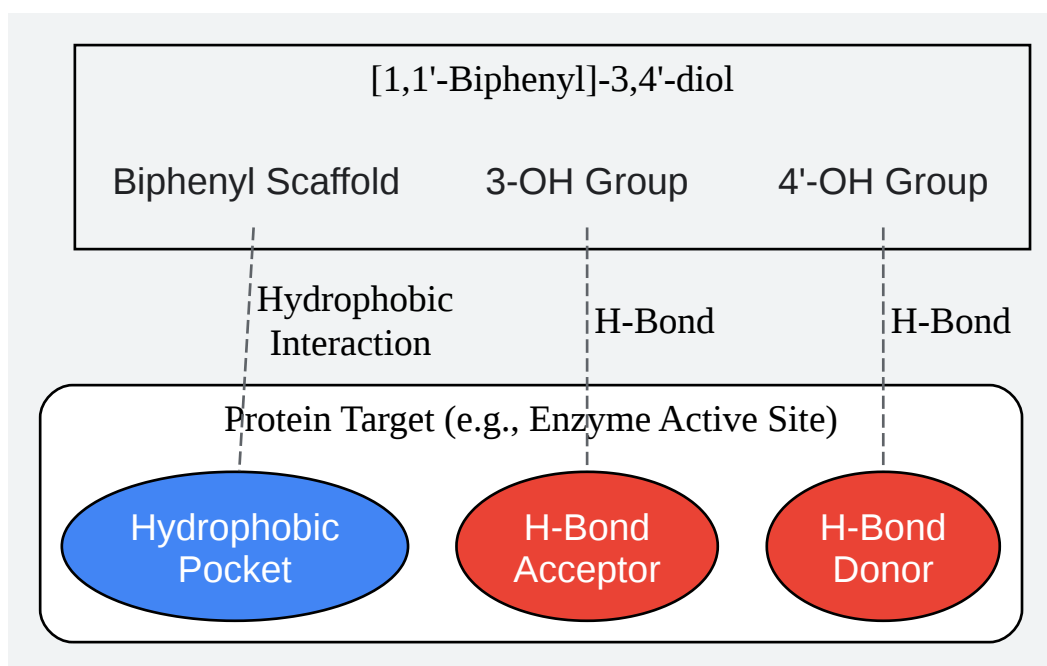 [1,1'-Biphenyl]-3,4'-diol
Biphenyl Scaffold
3-OH Group
4'-OH Group
Hydrophobic
Interaction
H-Bond
H-Bond
Protein Target (e.g., Enzyme Active Site)
Hydrophobic
Pocket
H-Bond
Acceptor
H-Bond
Donor